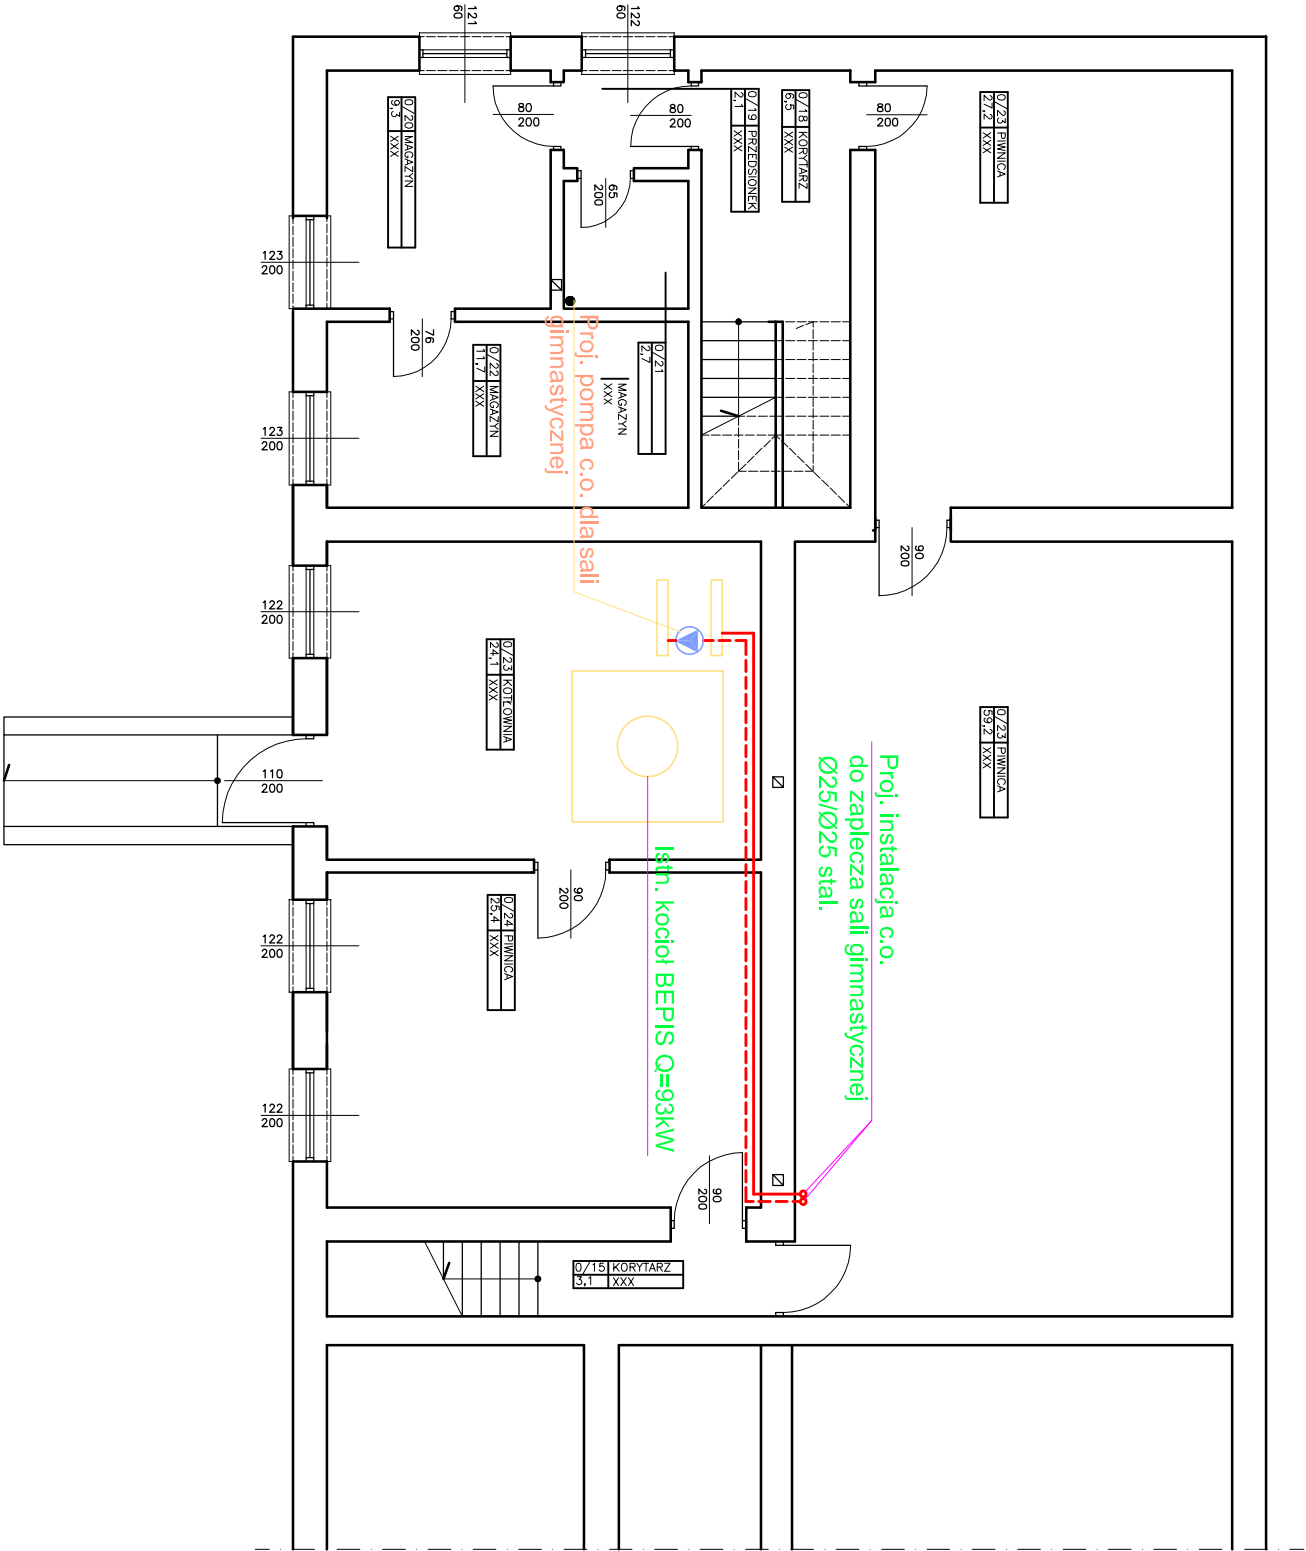 121
60
122
60
80
200
80
200
80
200
0/20 MAGAZYN
9,3 XXX
0/19 PRZEDSIONEK
2,1 XXX
0/18 KORYTARZ
6,5 XXX
0/23 PIWNICA
27,2 XXX
65
200
123
200
76
200
0/22 MAGAZYN
11,7 XXX
0/21
2,7
MAGAZYN
XXX
Proj. pompa c.o. dla sali
gimnastycznej
123
200
90
200
122
200
0/23 KOTŁOWNIA
24,1 XXX
0/23 PIWNICA
59,2 XXX
110
200
Proj. instalacja c.o.
do zaplecza sali gimnastycznej
Ø25/Ø25 stal.
Istn. kocioł BEPIS Q=93kW
90
200
0/24 PIWNICA
25,4 XXX
122
200
122
200
90
200
0/15 KORYTARZ
3,1 XXX